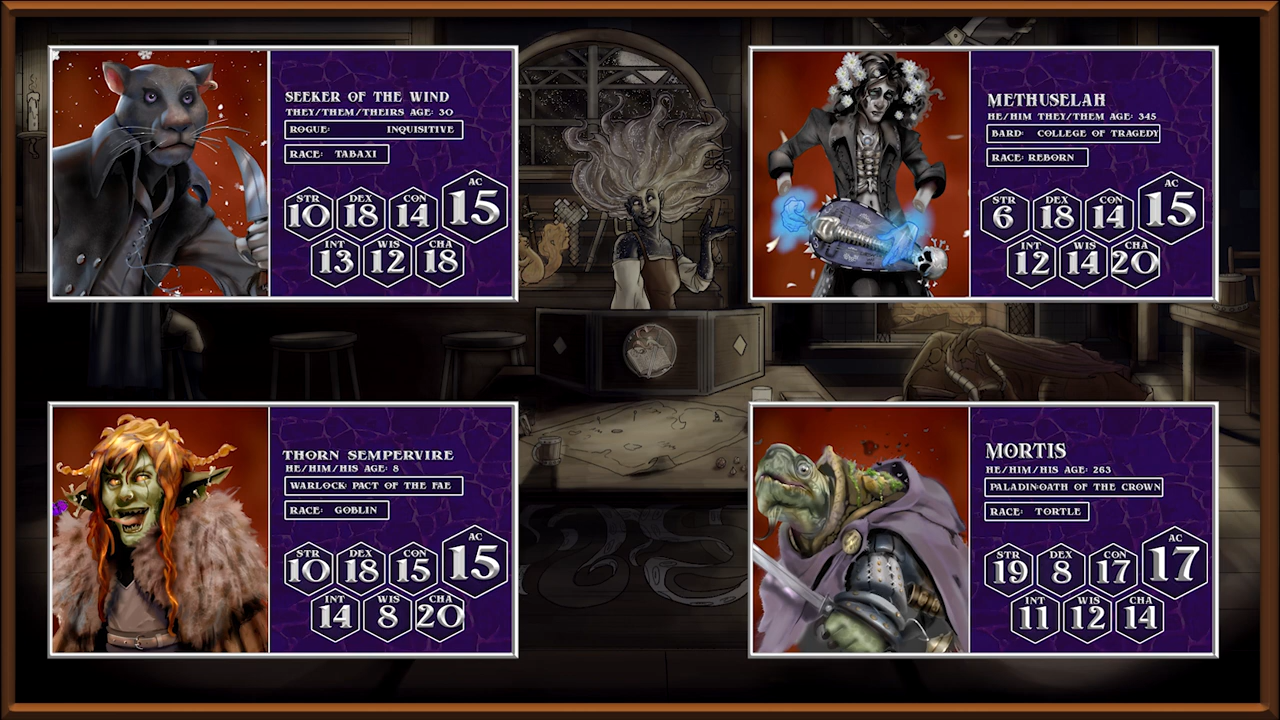 SEEKER OF THE WIND
THEY/THEM/THEIRS AGE: 30
ROGUE: INQUISITIVE
RACE: TABAXI
AC
15
STR DEX CON
10 18 14
INT WIS CHA
13 12 18
METHUSELAH
HE/HIM THEY/THEM AGE: 345
BARD: COLLEGE OF TRAGEDY
RACE: REBORN
AC
15
STR DEX CON
6 18 14
INT WIS CHA
12 14 20
THORN SEMPERVIRE
HE/HIM/HIS AGE: 8
WARLOCK: PACT OF THE FAE
RACE: GOBLIN
AC
15
STR DEX CON
10 18 15
INT WIS CHA
14 8 20
MORTIS
HE/HIM/HIS AGE: 263
PALADIN:OATH OF THE CROWN
RACE: TORTLE
AC
17
STR DEX CON
19 8 17
INT WIS CHA
11 12 14